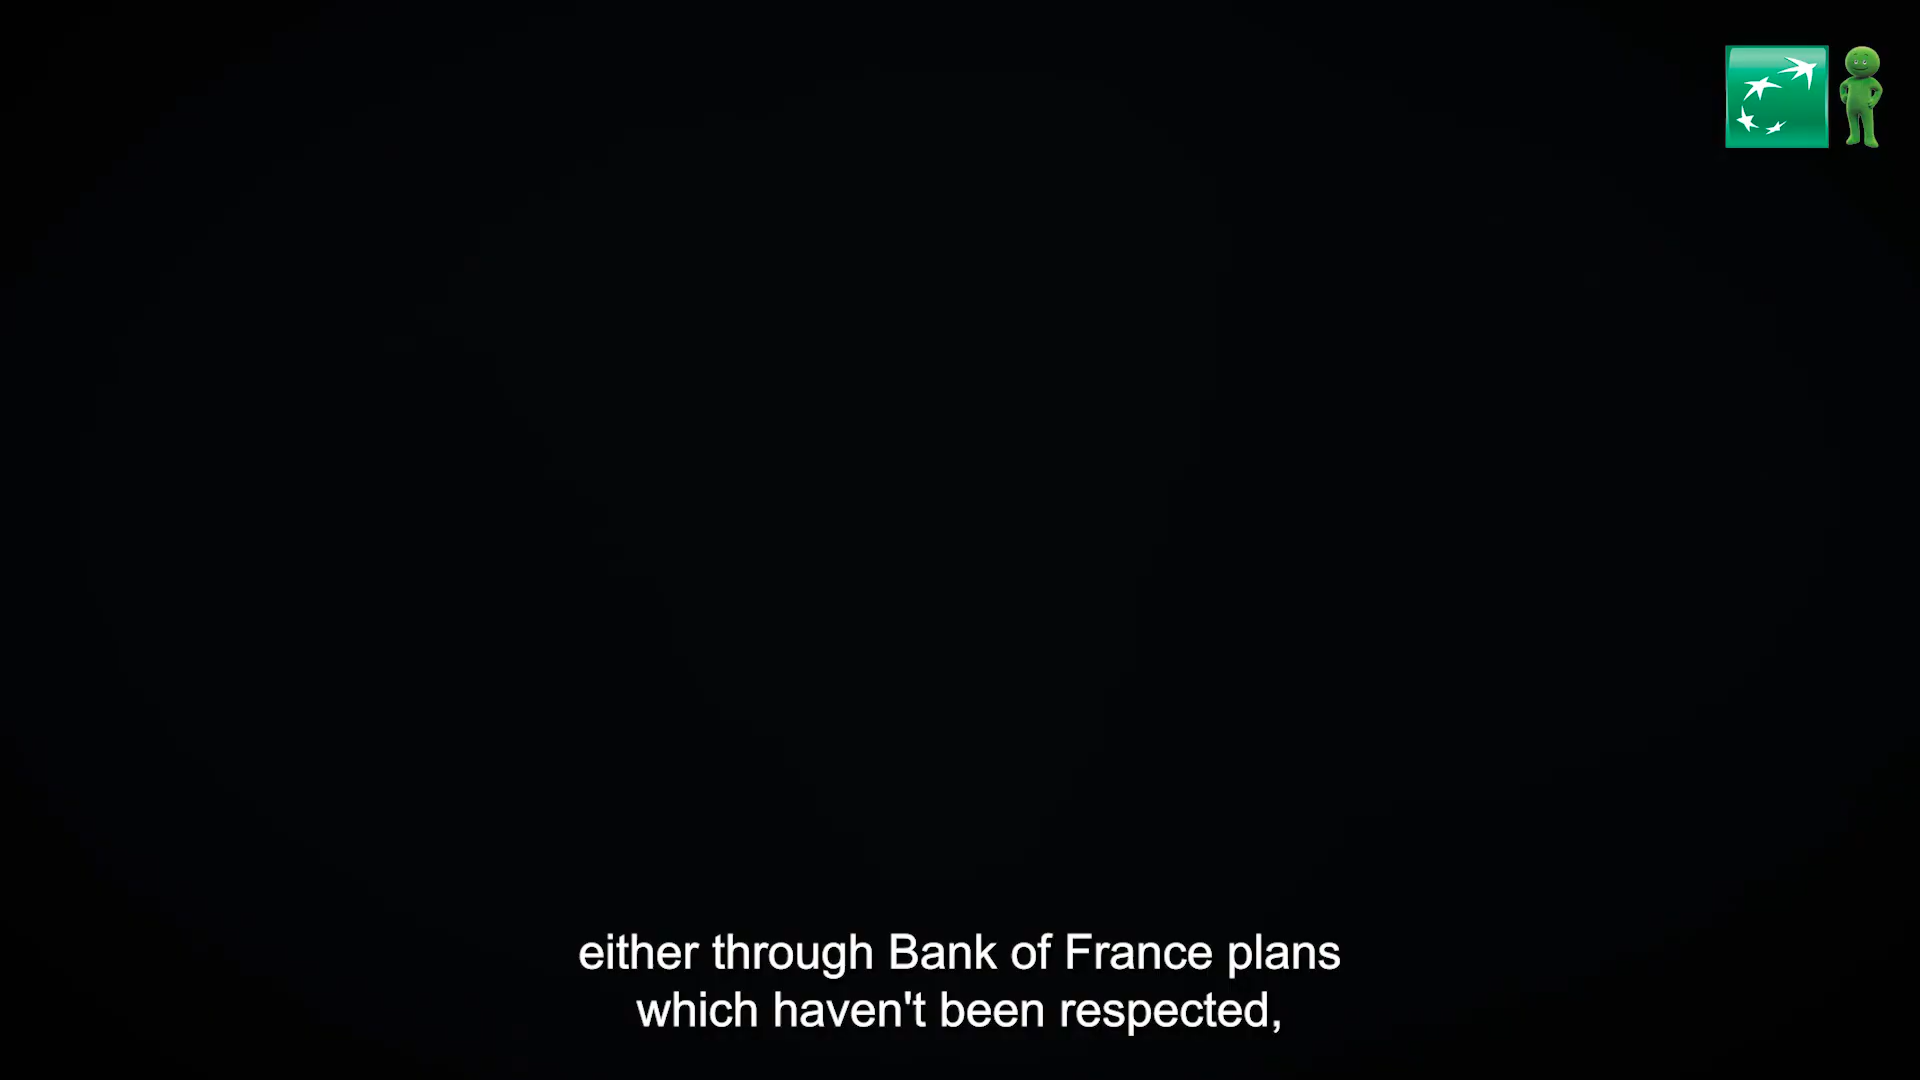 either through Bank of France plans
which haven't been respected,